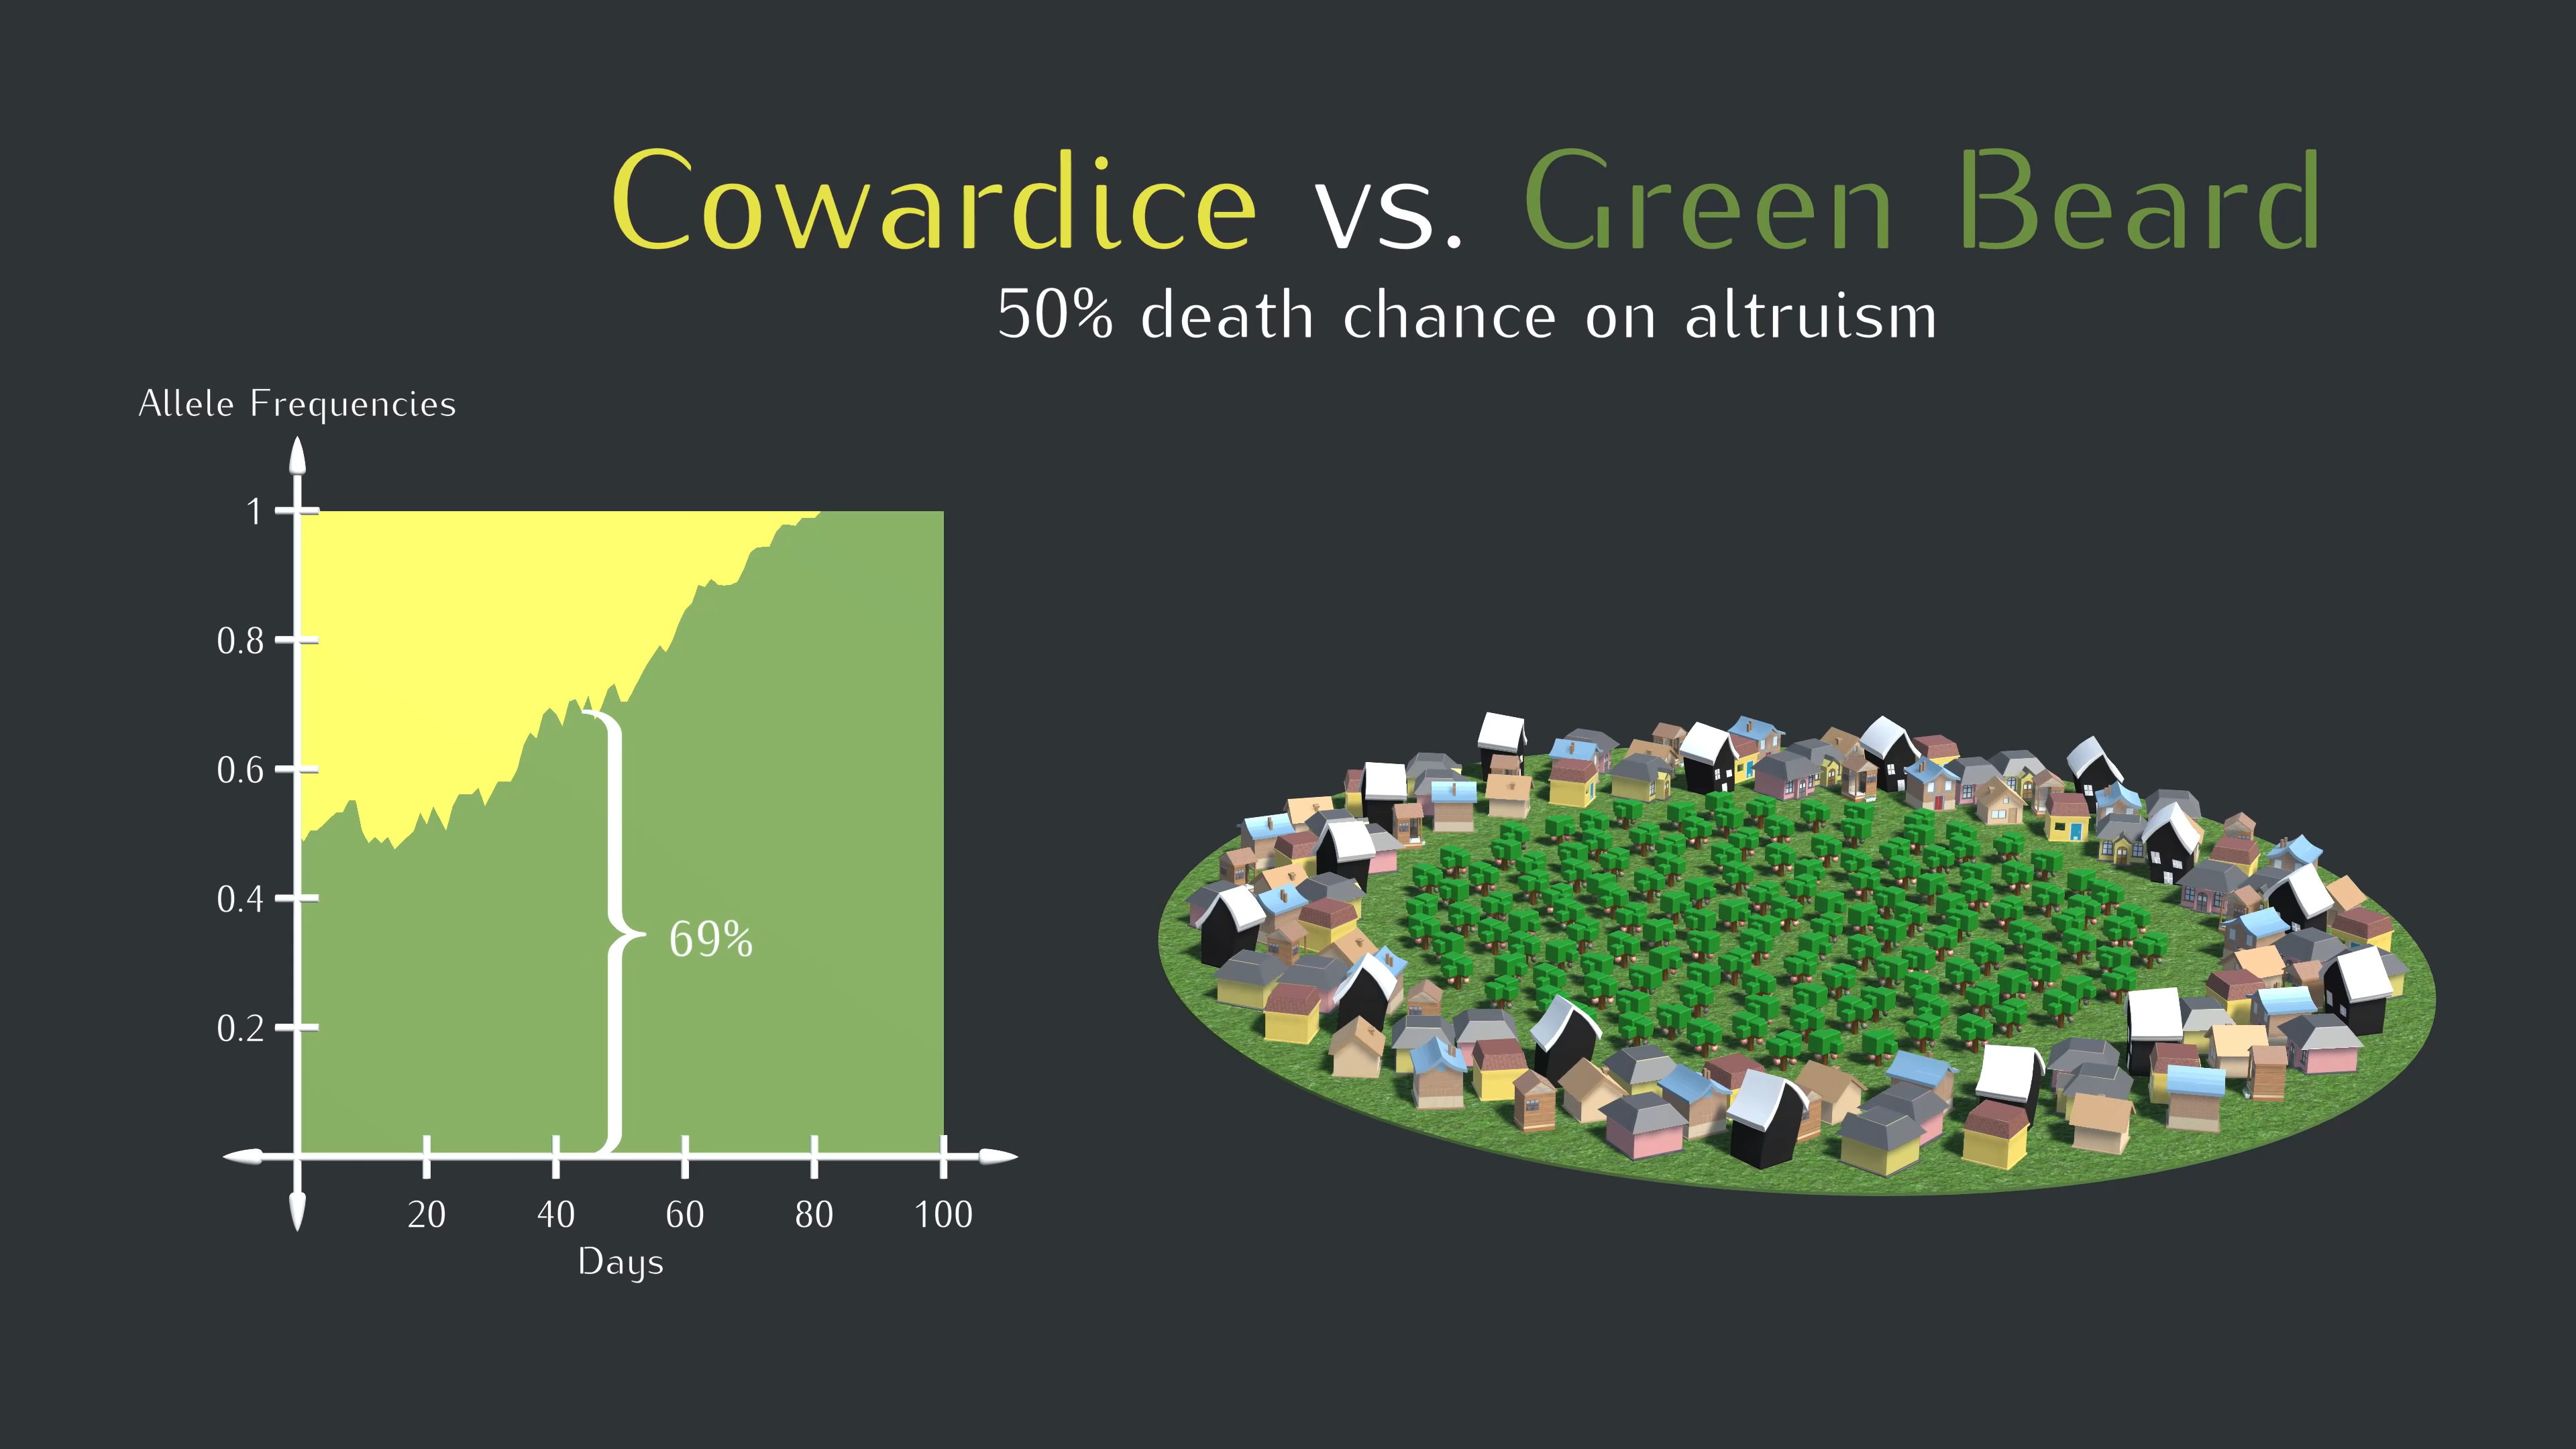 Cowardice vs. Green Beard
50% death chance on altruism
Allele Frequencies
1
0.8
0.6
0.4
69%
0.2
20 40 60 80 100
Days